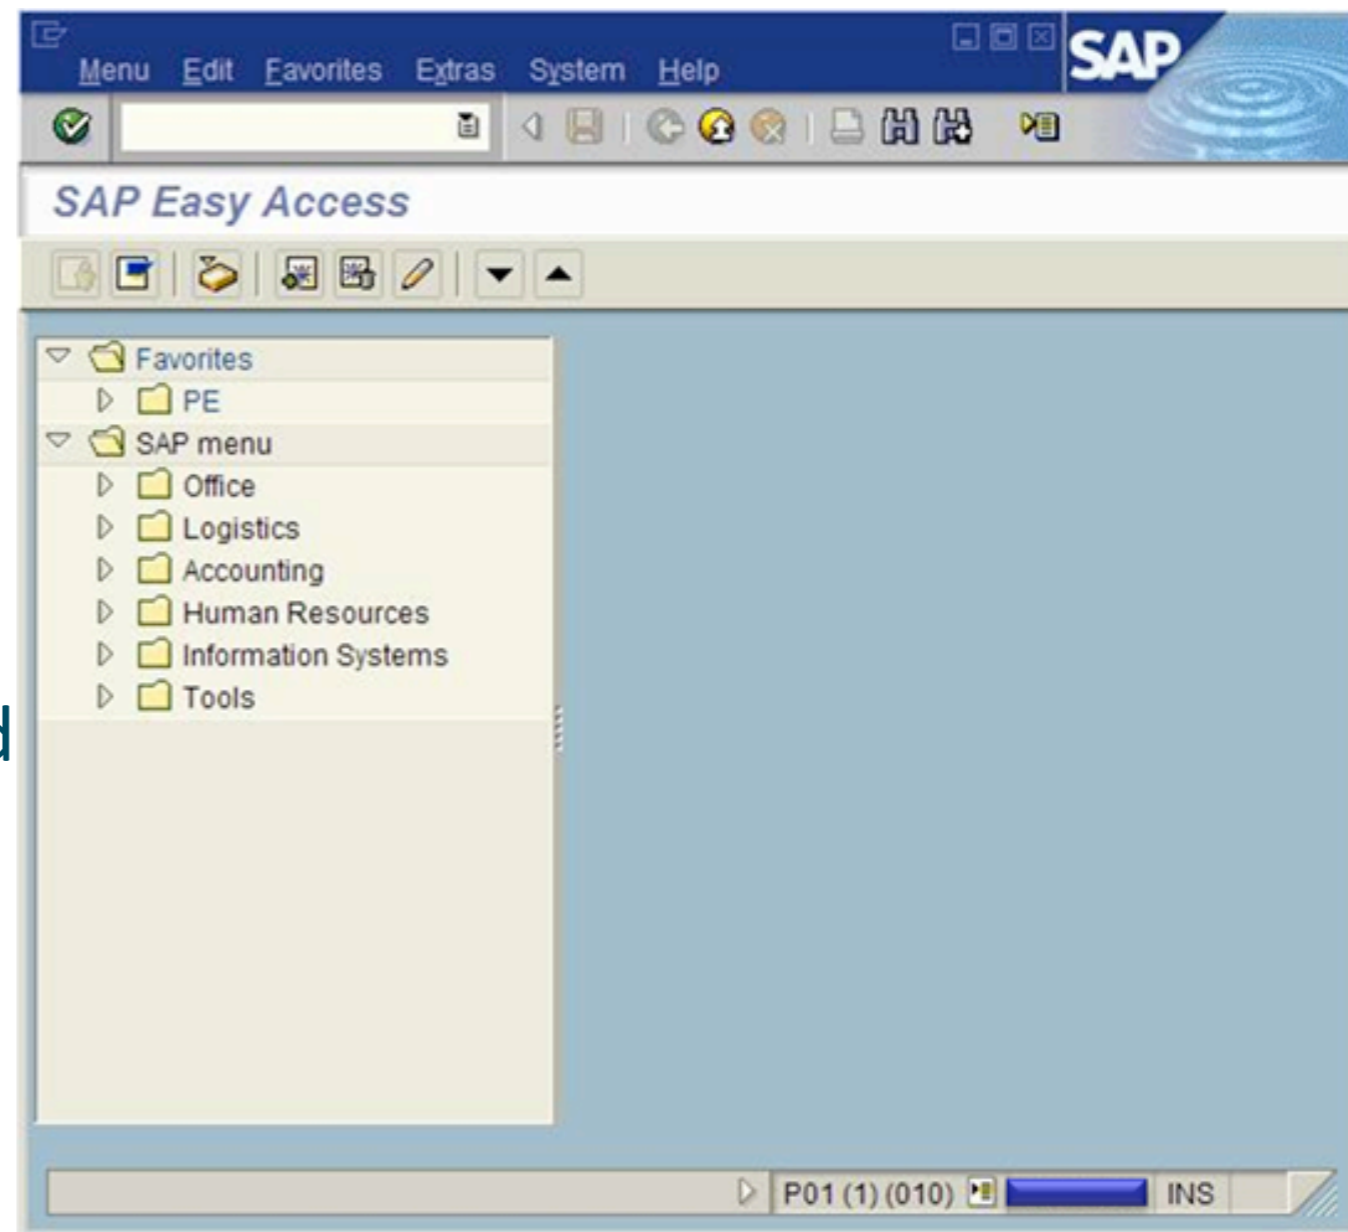 Menu Edit Favorites Extras System Help
SAP
SAP Easy Access
Favorites
PE
SAP menu
Office
Logistics
Accounting
Human Resources
Information Systems
Tools
d
P01 (1) (010) INS